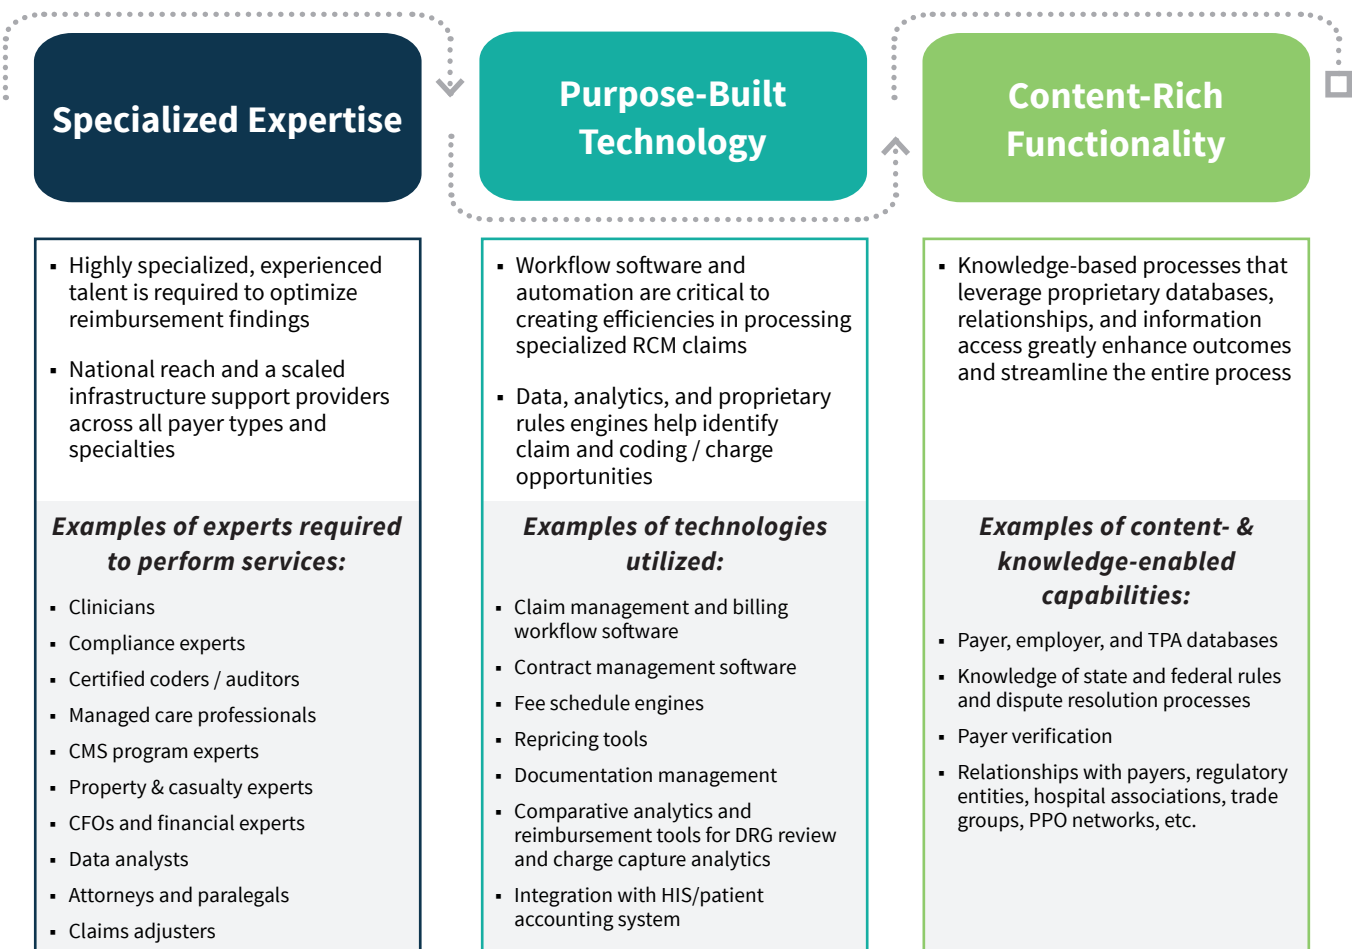 Specialized Expertise
▪ Highly specialized, experienced
talent is required to optimize
reimbursement findings
▪ National reach and a scaled
infrastructure support providers
across all payer types and
specialties
Examples of experts required
to perform services:
▪ Clinicians
▪ Compliance experts
▪ Certified coders / auditors
▪ Managed care professionals
▪ CMS program experts
▪ Property & casualty experts
▪ CFOs and financial experts
▪ Data analysts
▪ Attorneys and paralegals
▪ Claims adjusters
Purpose-Built
Technology
▪ Workflow software and
automation are critical to
creating efficiencies in processing
specialized RCM claims
▪ Data, analytics, and proprietary
rules engines help identify
claim and coding / charge
opportunities
Examples of technologies
utilized:
▪ Claim management and billing
workflow software
▪ Contract management software
▪ Fee schedule engines
▪ Repricing tools
▪ Documentation management
▪ Comparative analytics and
reimbursement tools for DRG review
and charge capture analytics
▪ Integration with HIS/patient
accounting system
Content-Rich
Functionality
▪ Knowledge-based processes that
leverage proprietary databases,
relationships, and information
access greatly enhance outcomes
and streamline the entire process
Examples of content- &
knowledge-enabled
capabilities:
▪ Payer, employer, and TPA databases
▪ Knowledge of state and federal rules
and dispute resolution processes
▪ Payer verification
▪ Relationships with payers, regulatory
entities, hospital associations, trade
groups, PPO networks, etc.